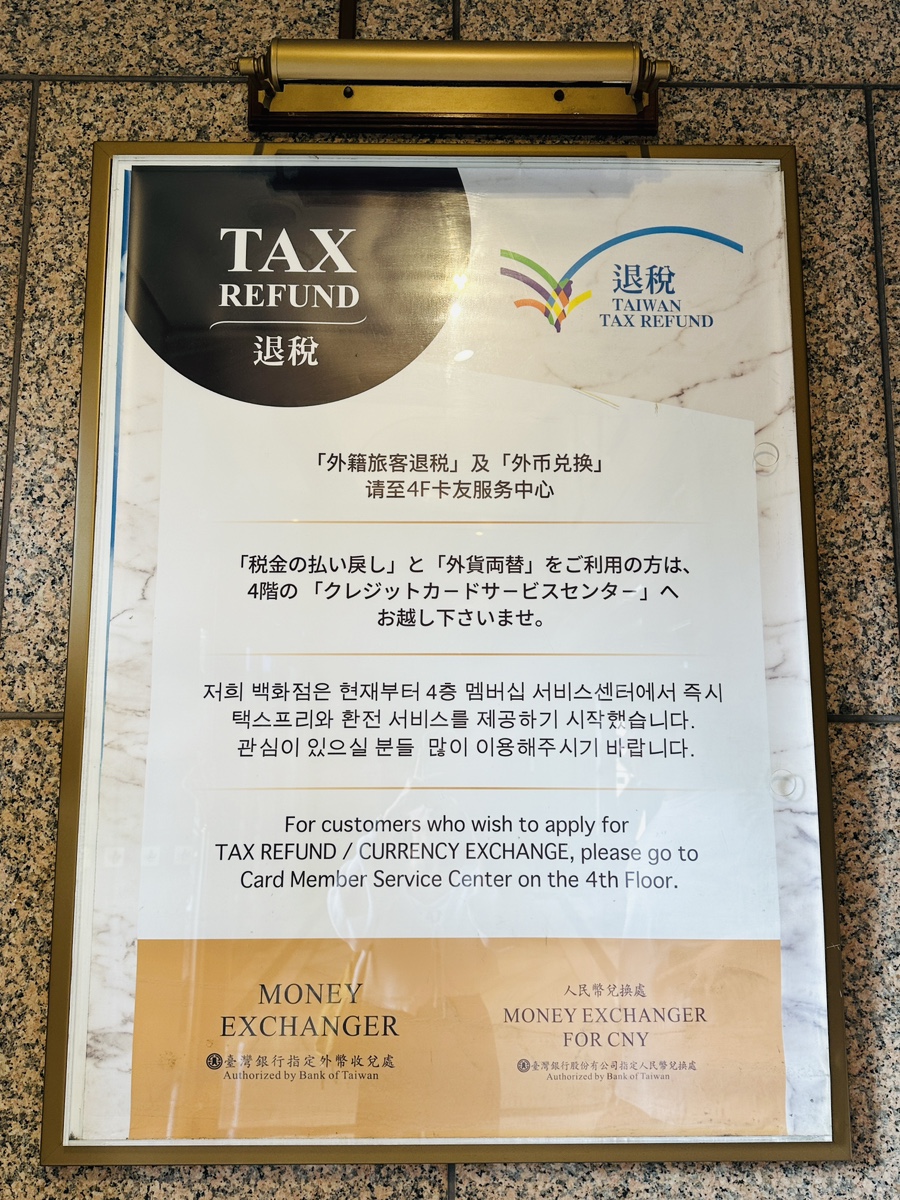 TAX
REFUND
退稅
退稅
TAIWAN
TAX REFUND
「外籍旅客退税」及「外币兑换」
请至4F卡友服务中心
「税金の払い戻し」と「外貨両替」をご利用の方は、
4階の「クレジットカードサービスセンター」へ
お越し下さいませ。
저희 백화점은 현재부터 4층 멤버십 서비스센터에서 즉시
택스프리와 환전 서비스를 제공하기 시작했습니다.
관심이 있으실 분들 많이 이용해주시기 바랍니다.
For customers who wish to apply for
TAX REFUND / CURRENCY EXCHANGE, please go to
Card Member Service Center on the 4th Floor.
MONEY
EXCHANGER
臺灣銀行指定外幣收兌處
Authorized by Bank of Taiwan
人民幣兌換處
MONEY EXCHANGER
FOR CNY
臺灣銀行股份有公司指定人民幣兌換處
Authorized by Bank of Taiwan